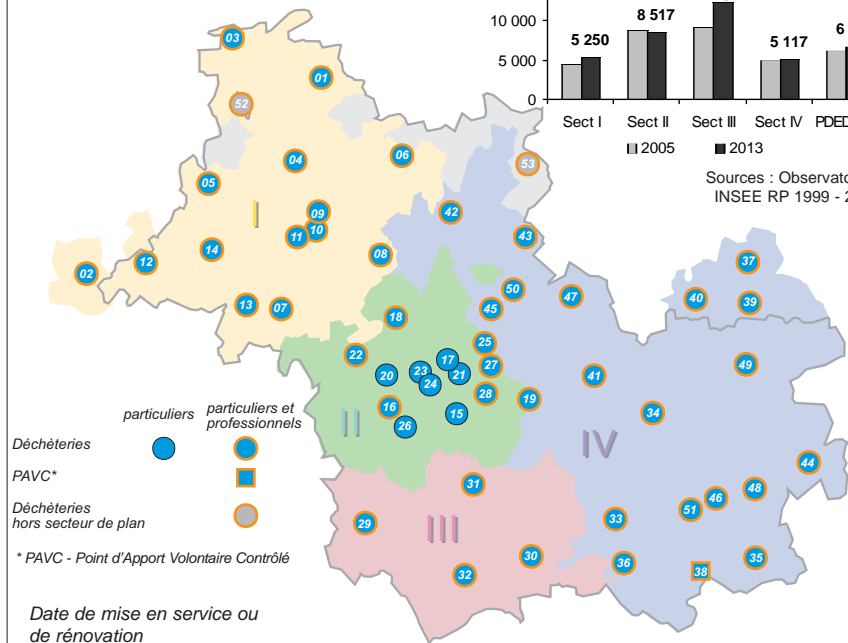 10 000
5 000
0
5 250
8 517
5 117
6
Sect I
Sect II
Sect III
Sect IV
PDED
2005
2013
Sources : Observato
INSEE RP 1999 - 2
03
01
52
04
06
53
05
09
42
10
11
43
I
14
08
12
02
37
50
40
39
47
13
07
45
18
25
22
17
27
49
23
20
21
41
24
28
19
16
15
34
26
II
IV
44
31
48
46
51
29
III
33
30
35
36
38
32
particuliers
particuliers et
professionnels
Déchèteries
PAVC*
Déchèteries
hors secteur de plan
* PAVC - Point d'Apport Volontaire Contrôlé
Date de mise en service ou
de rénovation